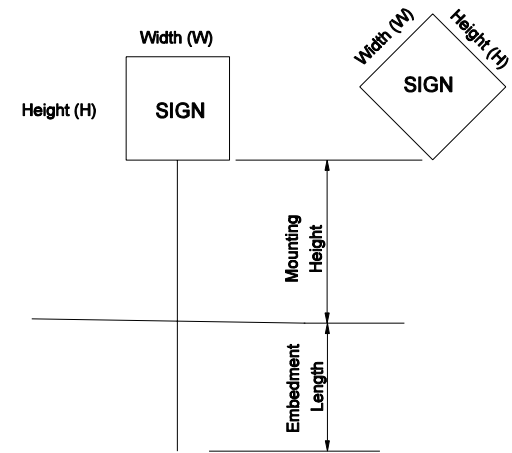 Width (W)
Height (H)
SIGN
Width (W)
Height (H)
SIGN
Mounting
Height
Embedment
Length